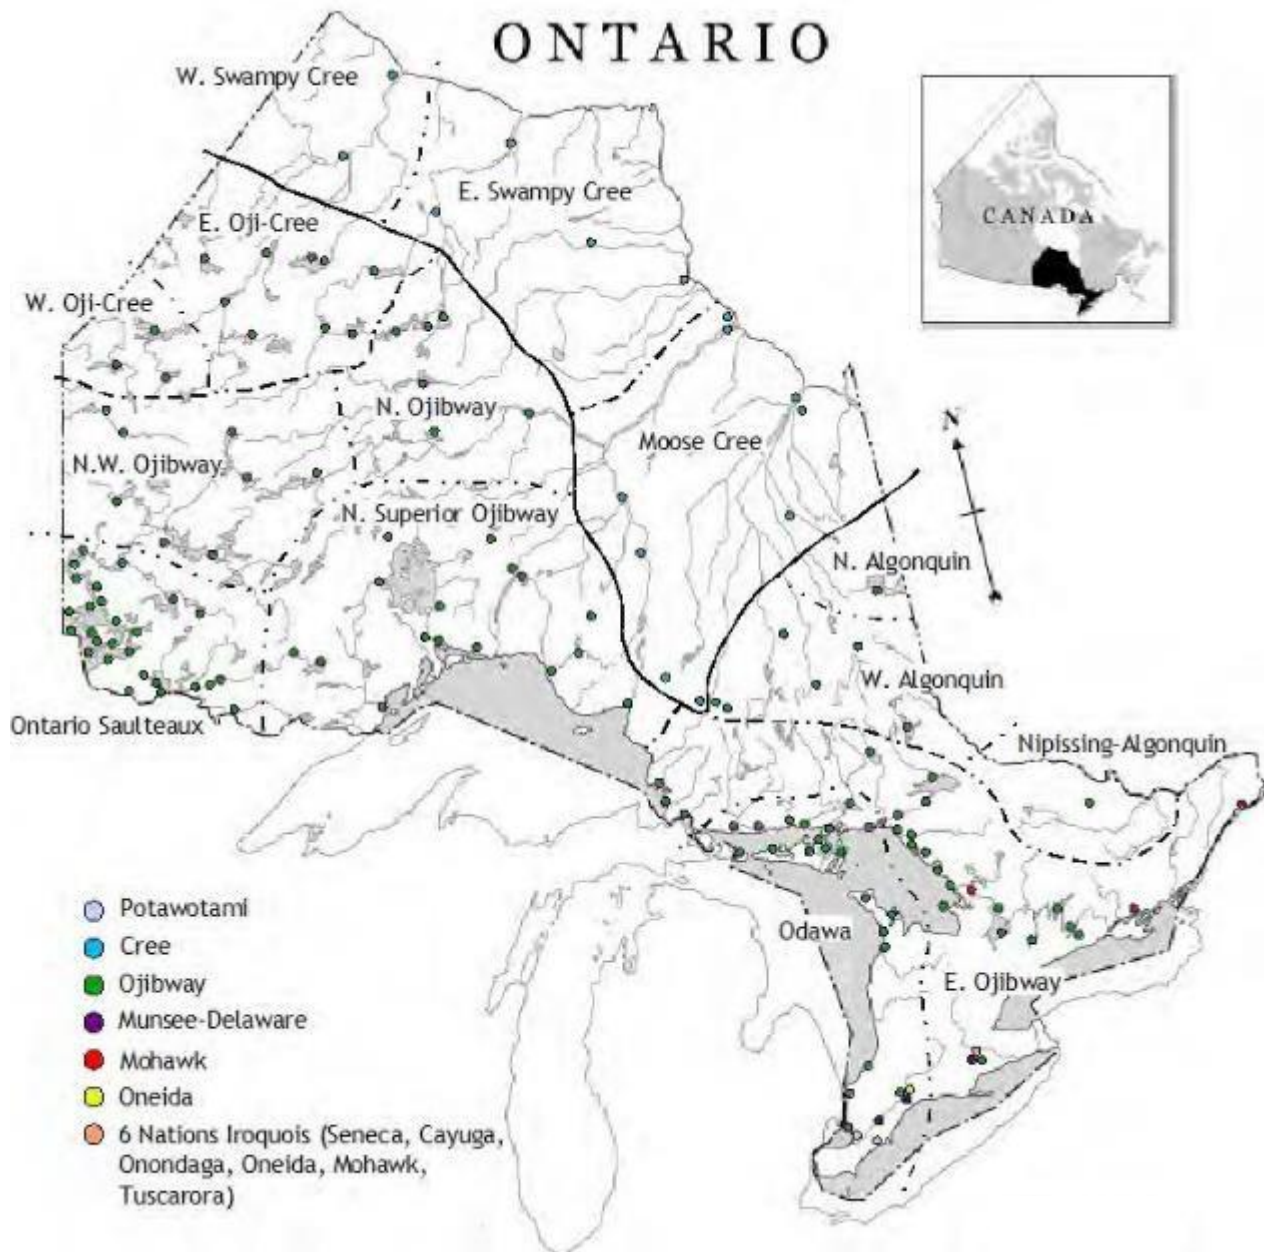 ONTARIO
W. Swampy Cree
E. Swampy Cree
CANADA
E. Oji-Cree
W. Oji-Cree
N. Ojibway
N
Moose Cree
N.W. Ojibway
N. Superior Ojibway
N. Algonquin
W. Algonquin
Ontario Saulteaux
Nipissing-Algonquin
Odawa
E. Ojibway
Potawotami
Cree
Ojibway
Munsee-Delaware
Mohawk
Oneida
6 Nations Iroquois (Seneca, Cayuga,
Onondaga, Oneida, Mohawk,
Tuscarora)